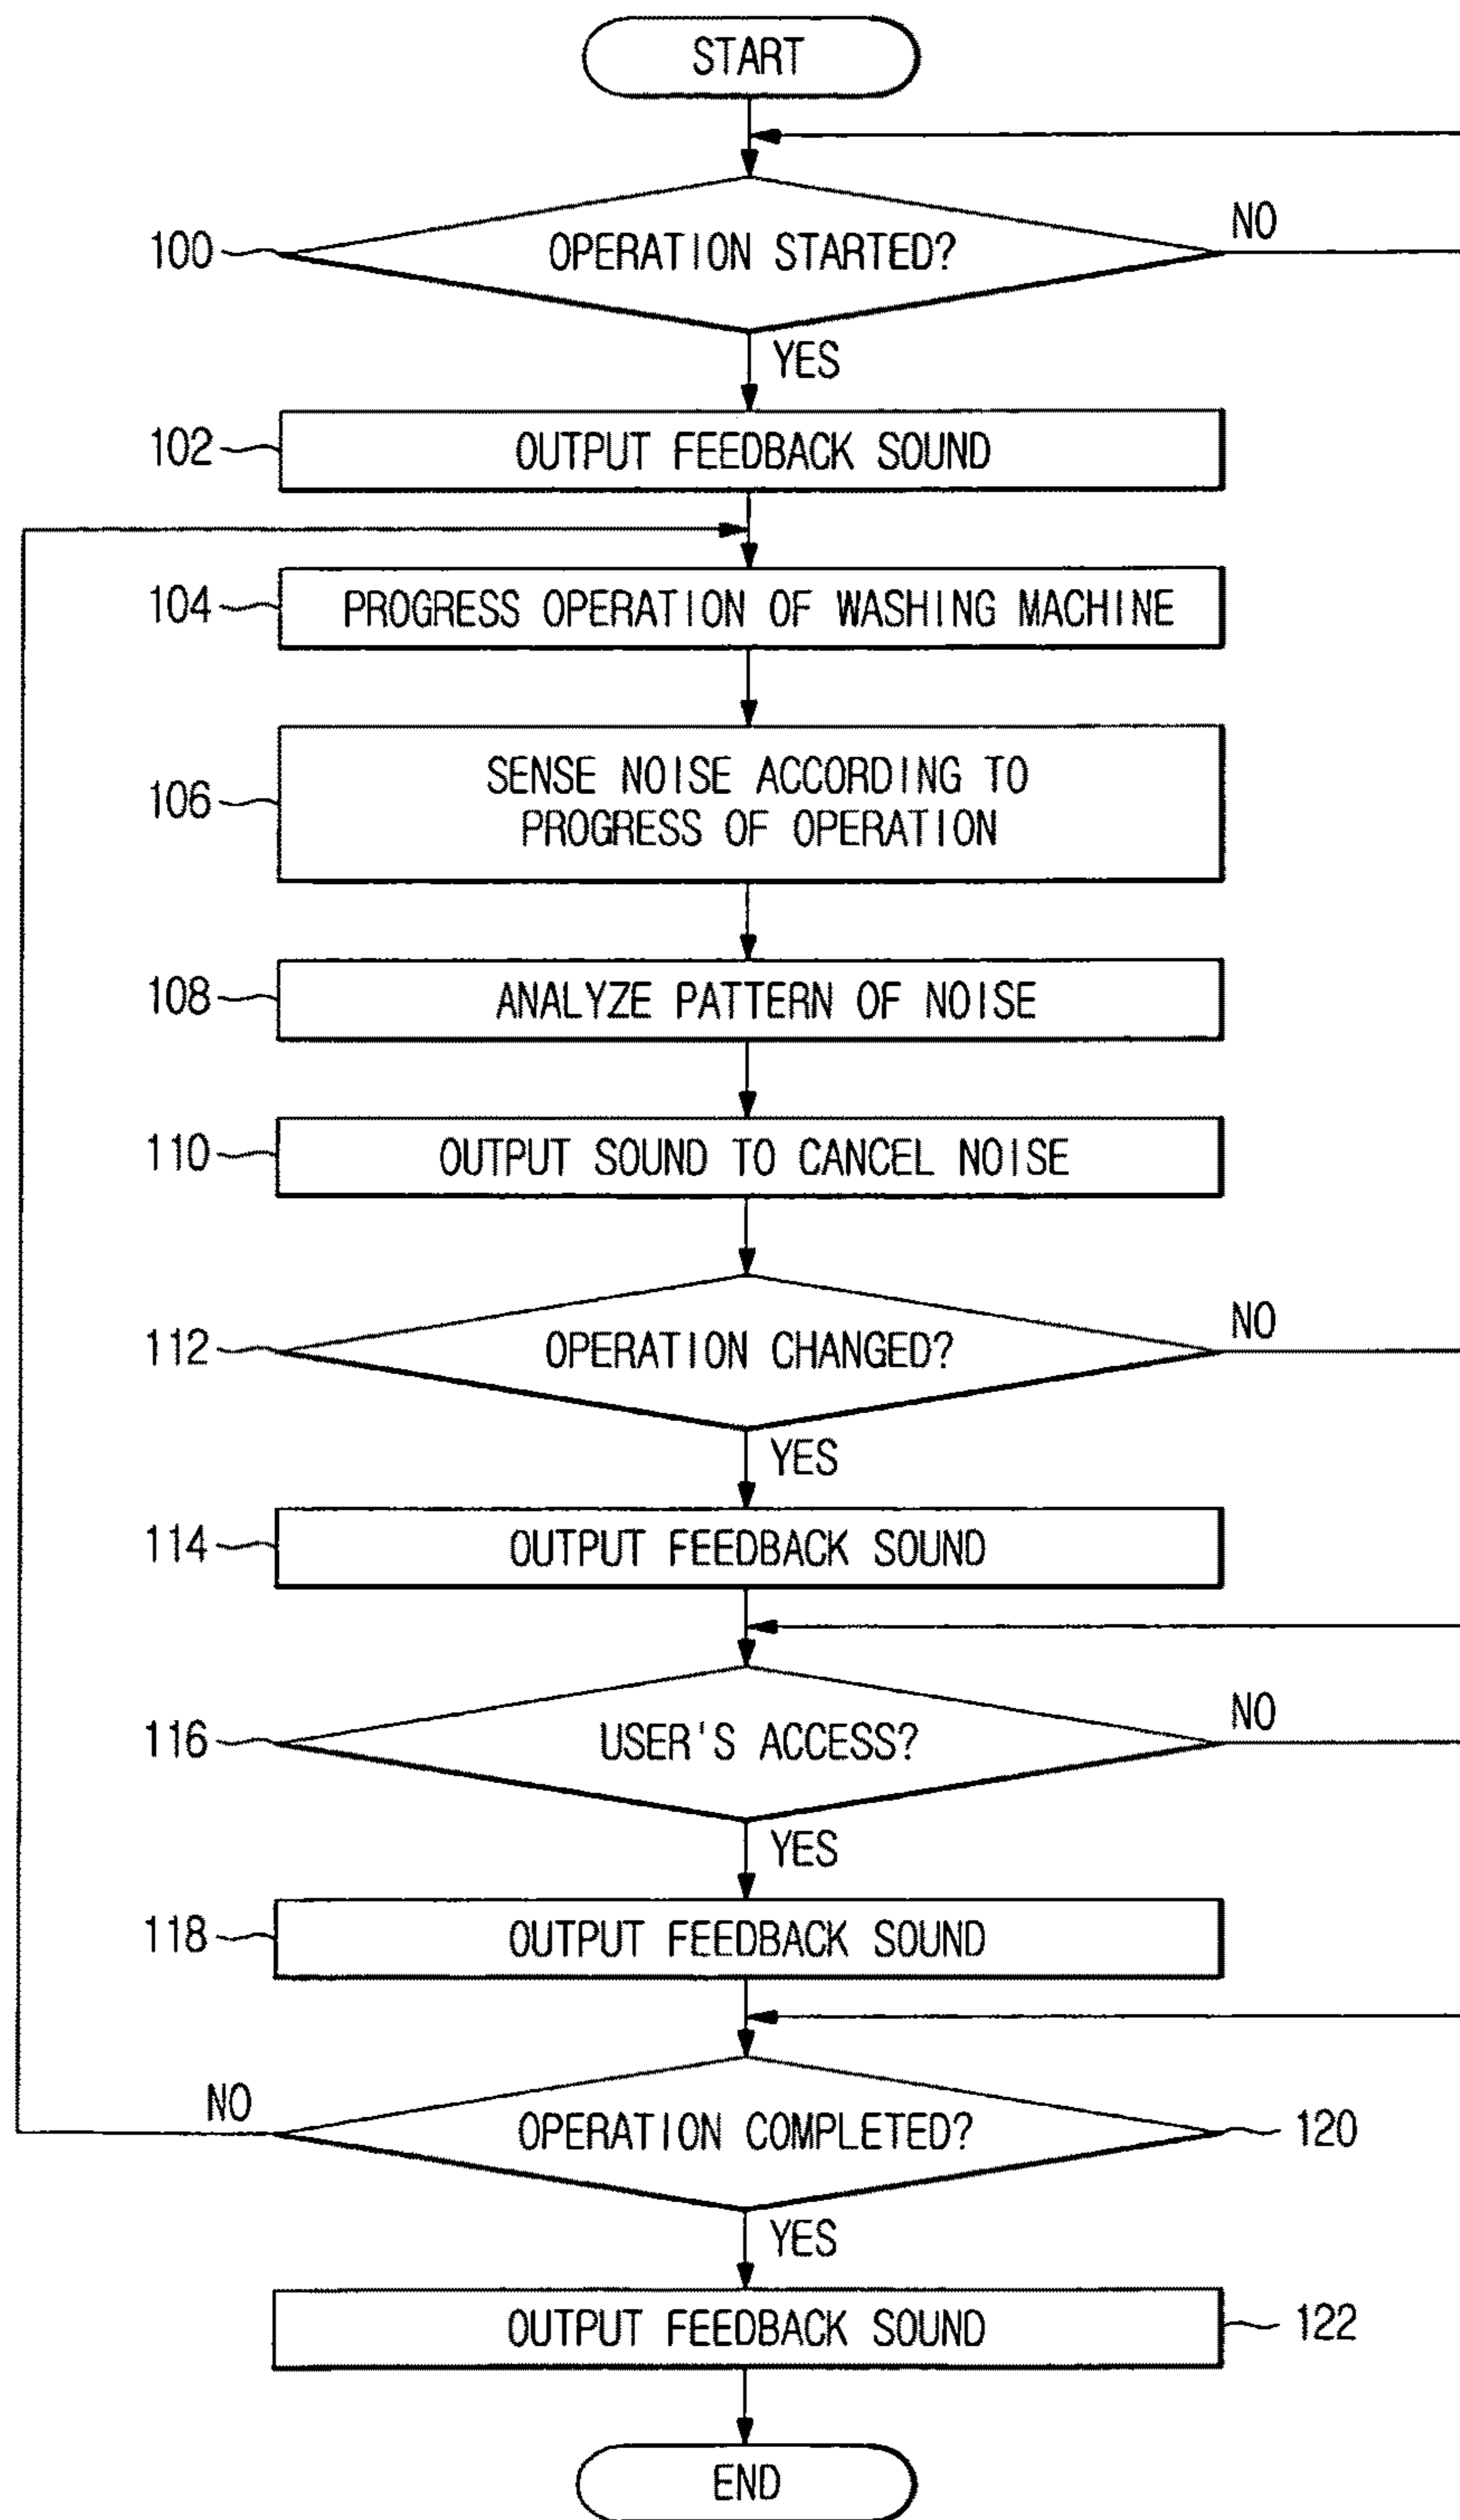 START
100
OPERATION STARTED?
NO
YES
102
OUTPUT FEEDBACK SOUND
104
PROGRESS OPERATION OF WASHING MACHINE
106
SENSE NOISE ACCORDING TO
PROGRESS OF OPERATION
108
ANALYZE PATTERN OF NOISE
110
OUTPUT SOUND TO CANCEL NOISE
112
OPERATION CHANGED?
NO
YES
114
OUTPUT FEEDBACK SOUND
116
USER'S ACCESS?
NO
YES
118
OUTPUT FEEDBACK SOUND
NO
OPERATION COMPLETED?
120
YES
OUTPUT FEEDBACK SOUND
122
END